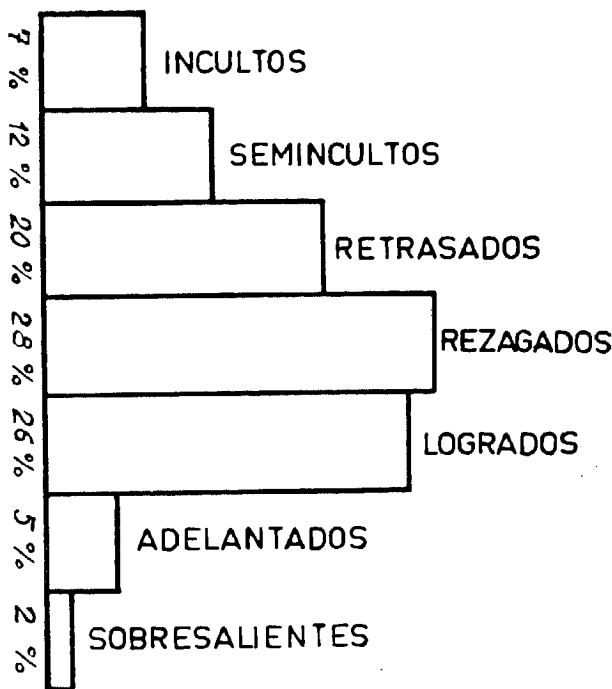 7 % INCULTOS
12 % SEMINCULTOS
20 % RETRASADOS
28 % REZAGADOS
26 % LOGRADOS
5 % ADELANTADOS
2 % SOBRESALIENTES